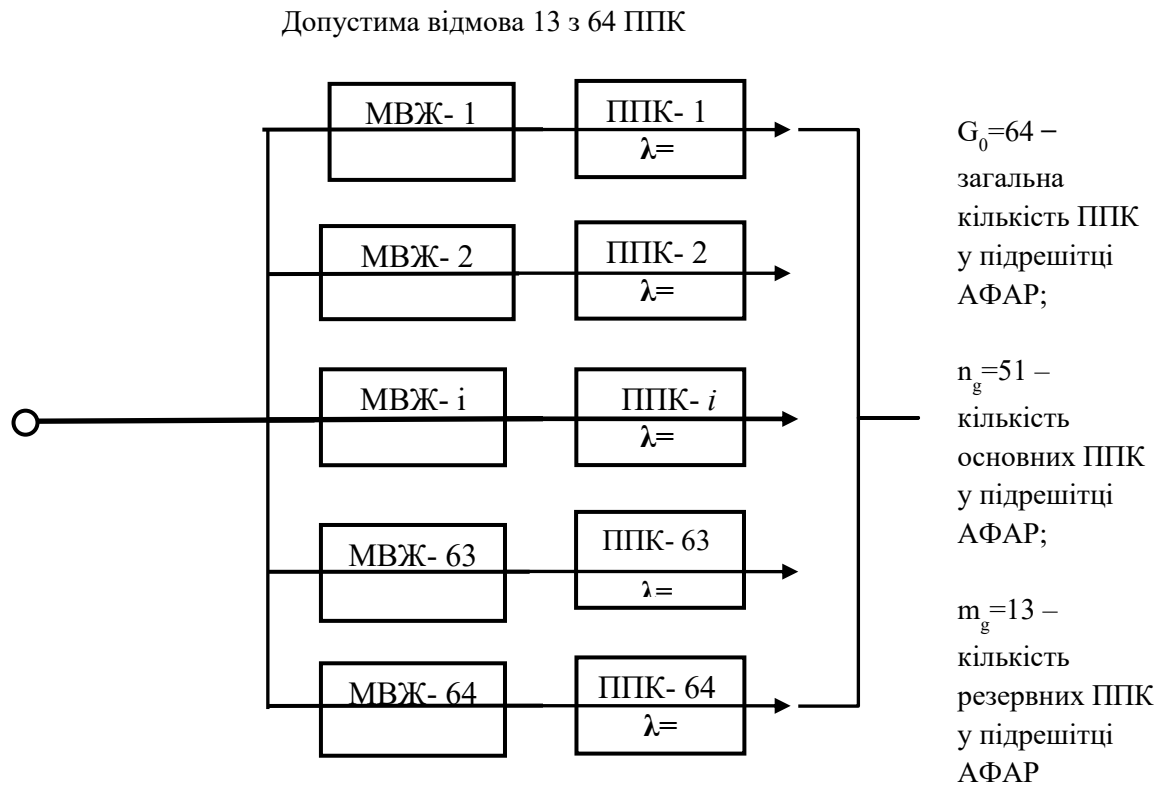 Допустима відмова 13 з 64 ППК
МВЖ- 1
ППК- 1
λ=
МВЖ- 2
ППК- 2
λ=
МВЖ- і
ППК- i
λ=
МВЖ- 63
ППК- 63
λ=
МВЖ- 64
ППК- 64
λ=
G₀=64 –
загальна
кількість ППК
у підрешітці
АФАР;
n_g=51 –
кількість
основних ППК
у підрешітці
АФАР;
m_g=13 –
кількість
резервних ППК
у підрешітці
АФАР